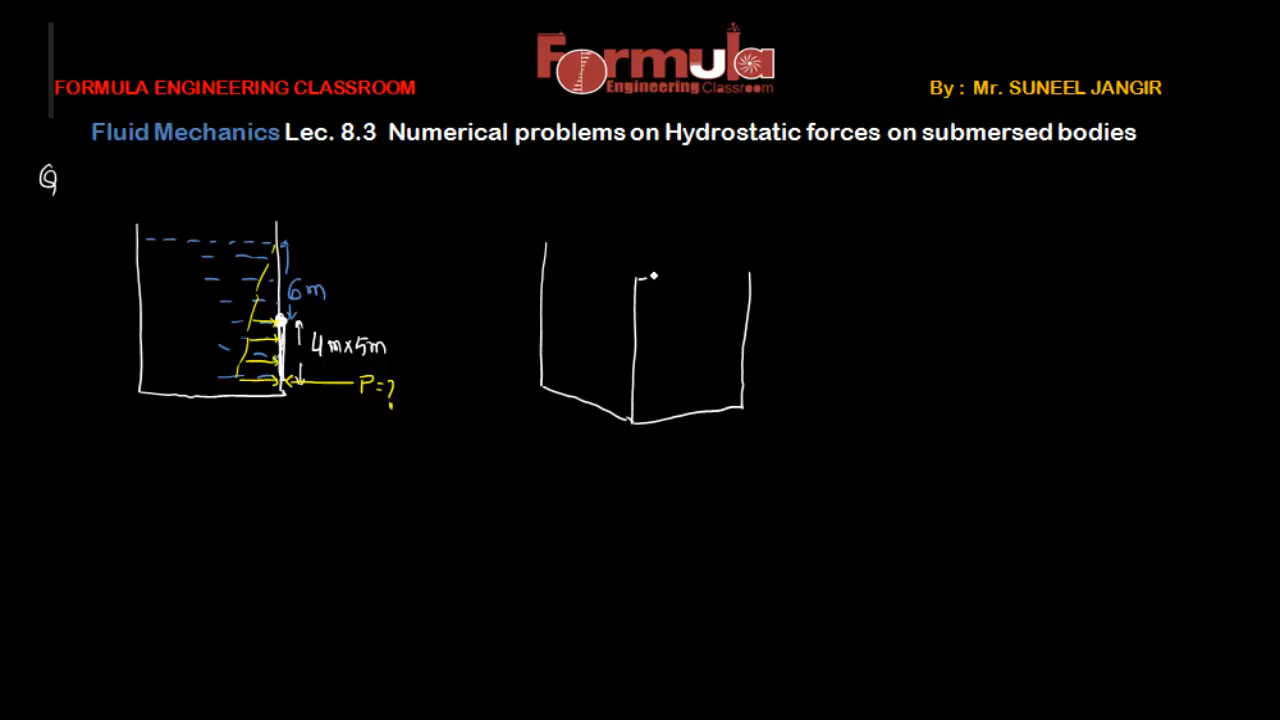 Formula
Engineering Classroom
FORMULA ENGINEERING CLASSROOM
By : Mr. SUNEEL JANGIR
Fluid Mechanics Lec. 8.3 Numerical problems on Hydrostatic forces on submersed bodies
Q
6m
4m×5m
P=?